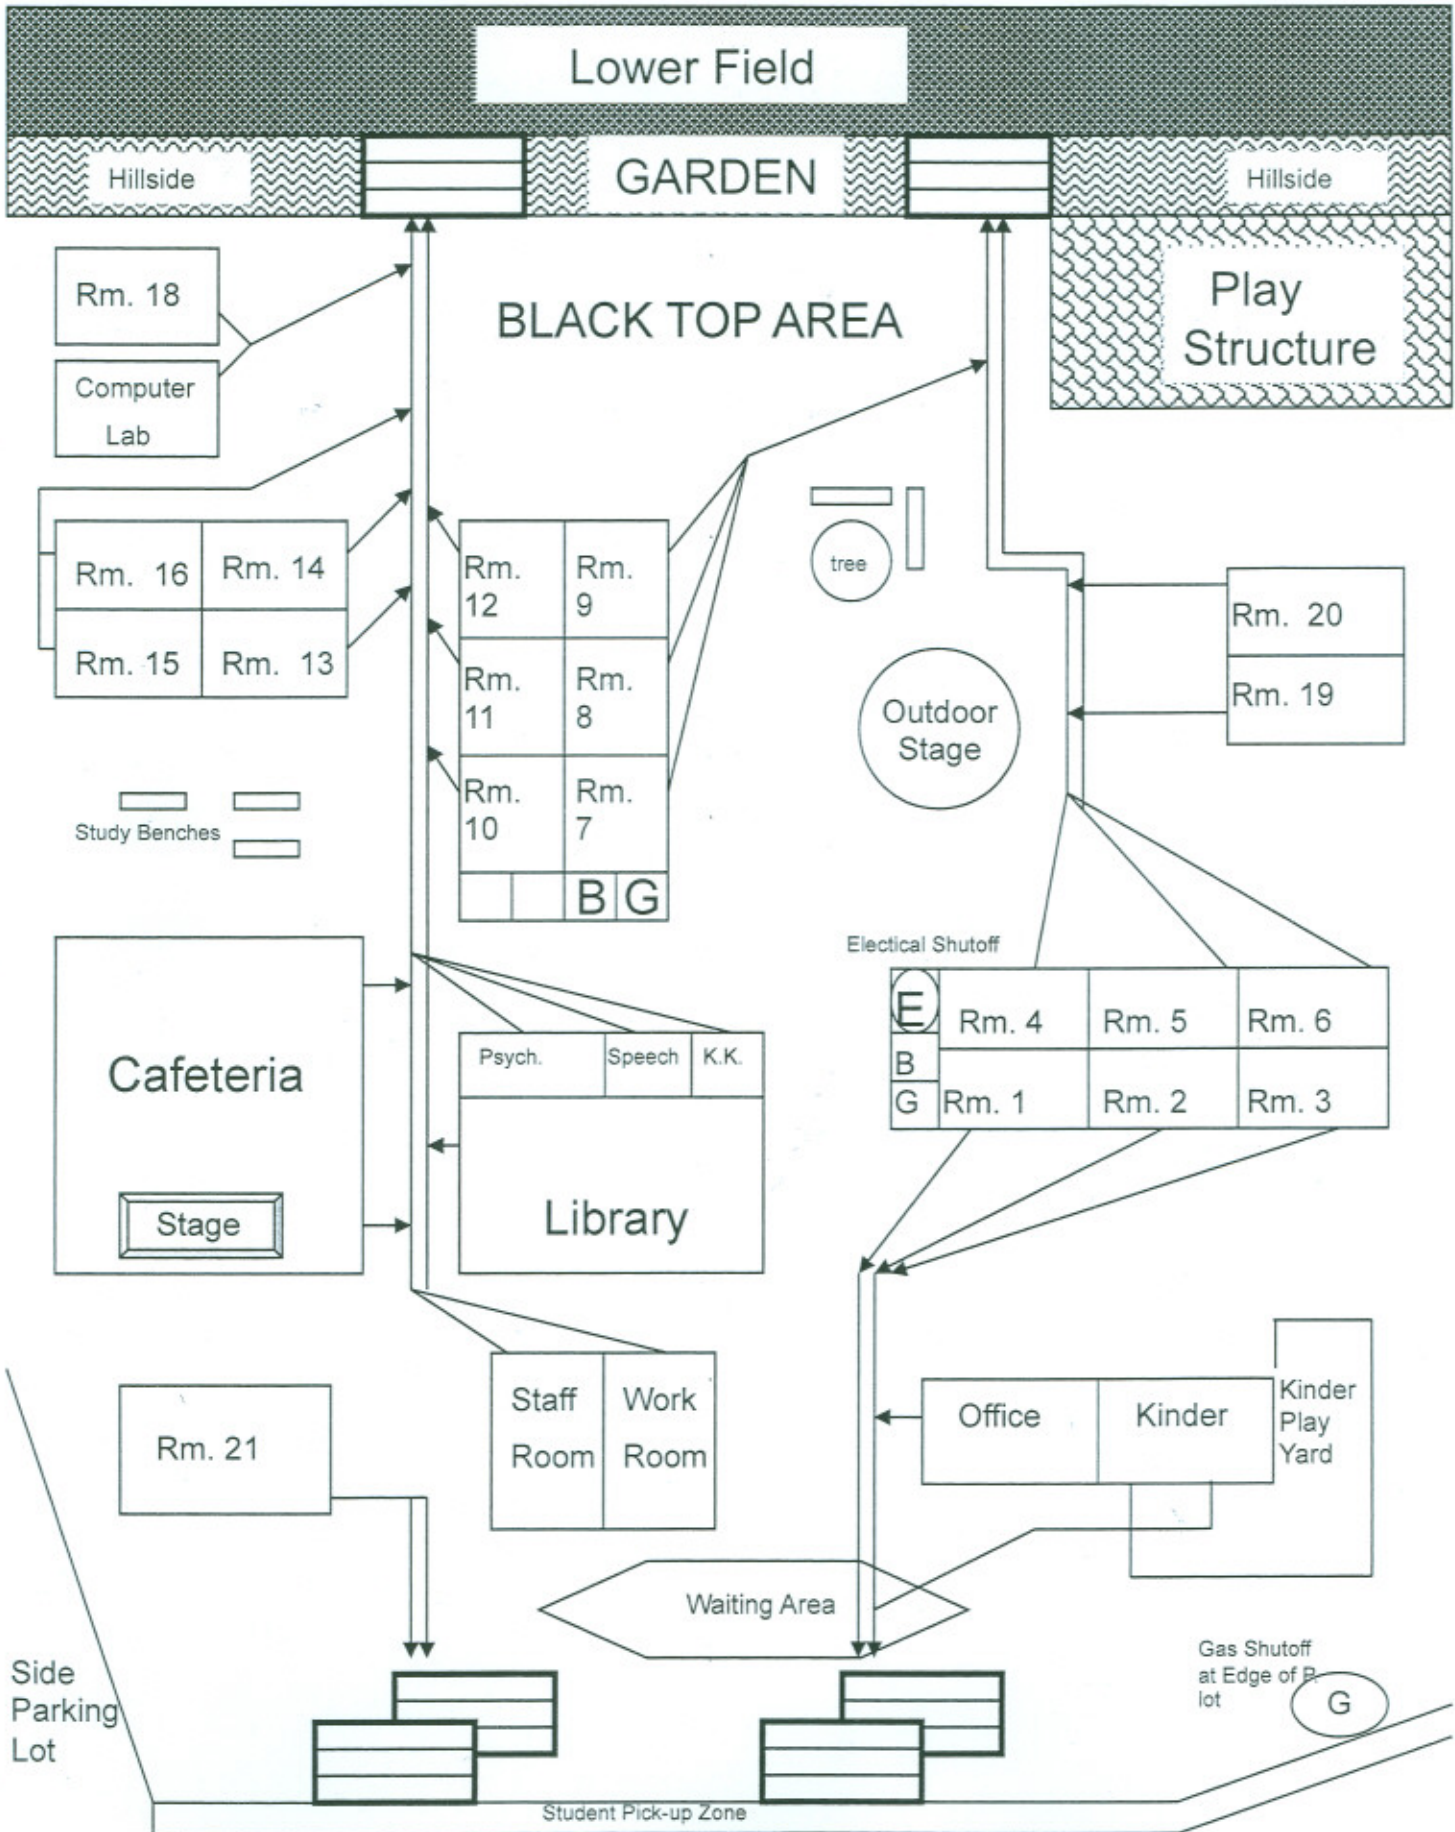 Lower Field
Hillside
GARDEN
Hillside
Rm. 18
BLACK TOP AREA
Play
Structure
Computer
Lab
Rm. 16
Rm. 14
Rm. 15
Rm. 13
Rm.
12
Rm.
9
Rm.
11
Rm.
8
Rm.
10
Rm.
7
B
G
tree
Outdoor
Stage
Rm. 20
Rm. 19
Study Benches
Electical Shutoff
E
B
G
Rm. 4
Rm. 5
Rm. 6
Rm. 1
Rm. 2
Rm. 3
Cafeteria
Stage
Psych.
Speech
K.K.
Library
Staff
Room
Work
Room
Rm. 21
Office
Kinder
Kinder
Play
Yard
Waiting Area
Side
Parking
Lot
Gas Shutoff
at Edge of P.
lot
G
Student Pick-up Zone